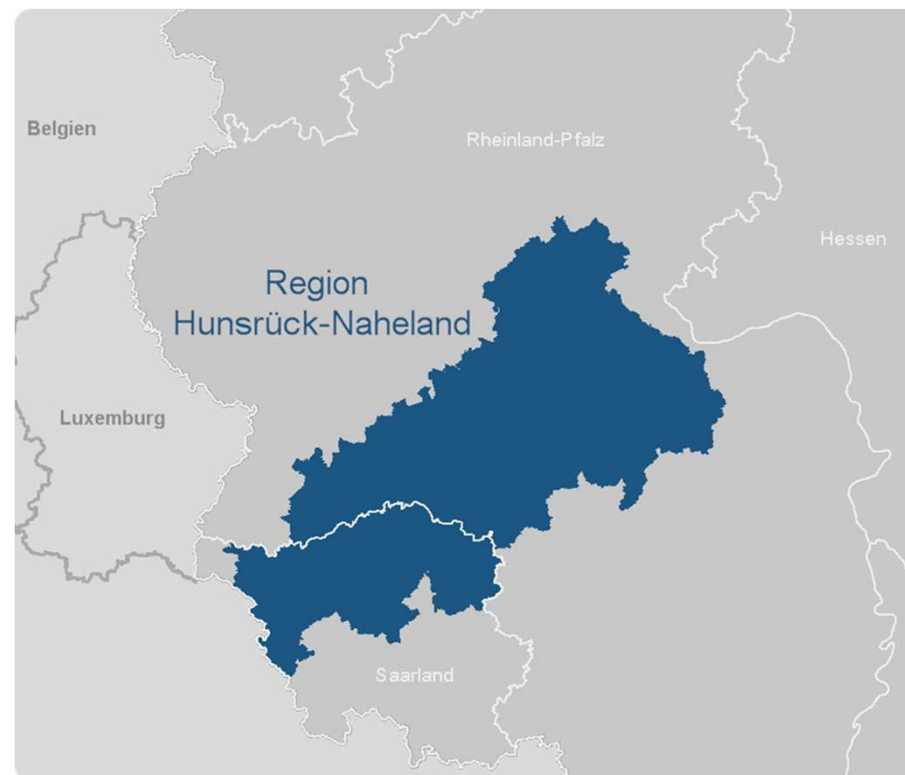 Belgien
Rheinland-Pfalz
Hessen
Region
Hunsrück-Naheland
Luxemburg
Saarland